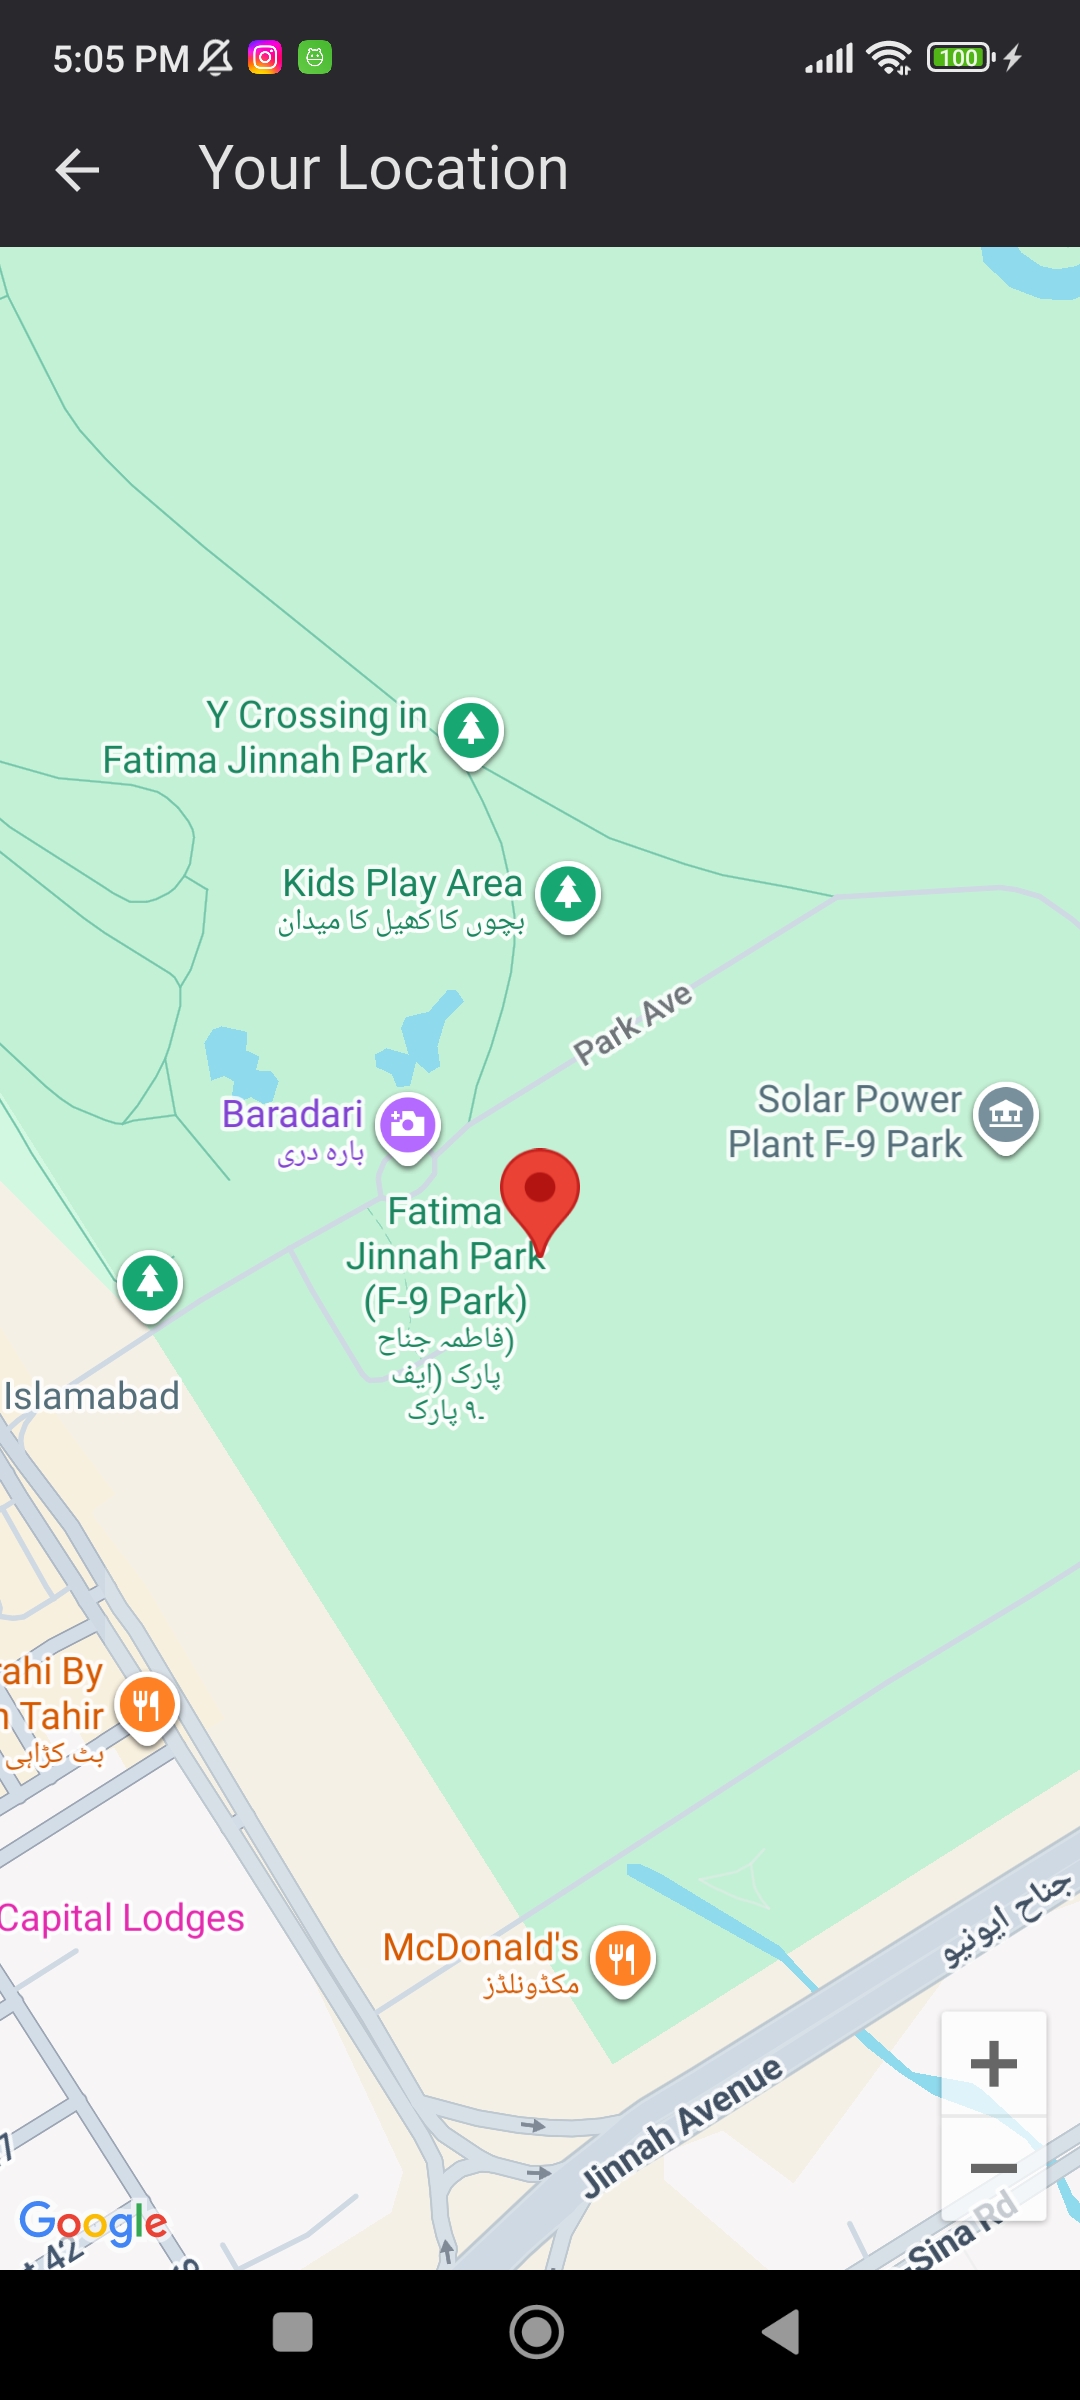 5:05 PM
100
Your Location
Y Crossing in
Fatima Jinnah Park
Kids Play Area
بچوں کا کھیل کا میدان
Park Ave
Solar Power
Plant F-9 Park
Baradari
بارہ دری
Fatima
Jinnah Park
(F-9 Park)
(فاطمہ جناح
پارک (ایف
۔۹ پارک
Islamabad
ahi By
Tahir
بٹ کڑاہی
Capital Lodges
McDonald's
مکڈونلڈز
جناح ایونیو
Jinnah Avenue
Sina Rd
Google
42